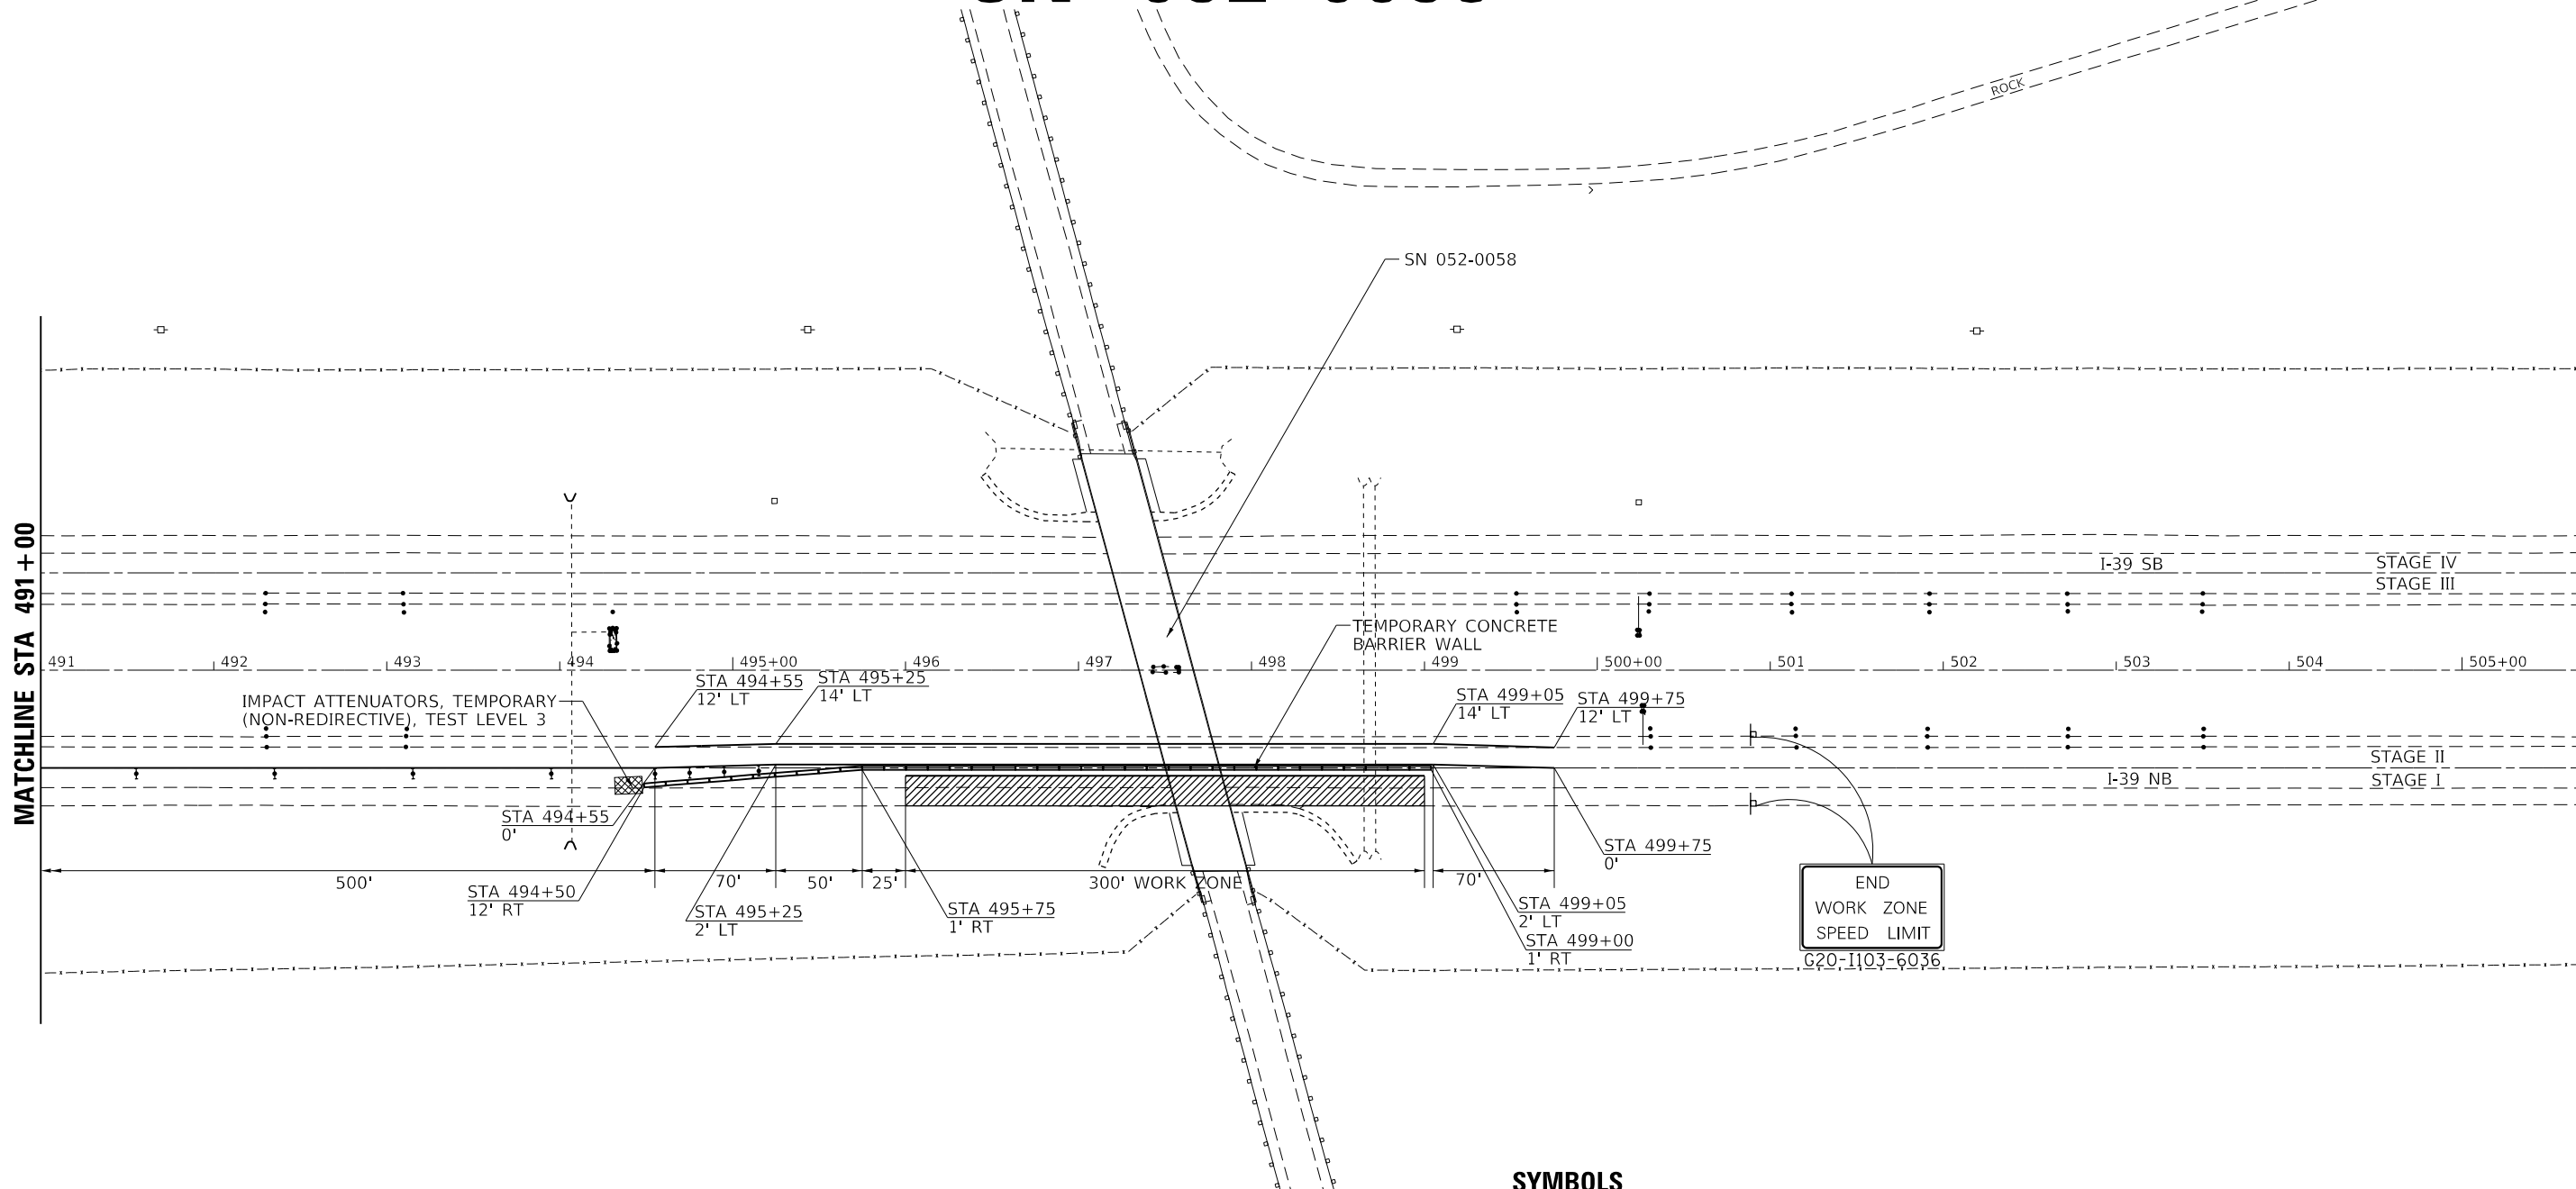 ROCK
SN 052-0058
MATCHLINE STA 491+00
I-39 SB
STAGE IV
STAGE III
TEMPORARY CONCRETE
BARRIER WALL
491
492
493
494
495+00
496
497
498
499
500+00
501
502
503
504
505+00
IMPACT ATTENUATORS, TEMPORARY
(NON-REDIRECTIVE), TEST LEVEL 3
STA 494+55
12' LT
STA 495+25
14' LT
STA 499+05
14' LT
STA 499+75
12' LT
STAGE II
I-39 NB
STAGE I
STA 494+55
0'
STA 499+75
0'
500'
70'
50'
25'
300' WORK ZONE
70'
STA 494+50
12' RT
STA 495+25
2' LT
STA 495+75
1' RT
STA 499+05
2' LT
STA 499+00
1' RT
END
WORK ZONE
SPEED LIMIT
G20-I103-6036
SYMBOLS